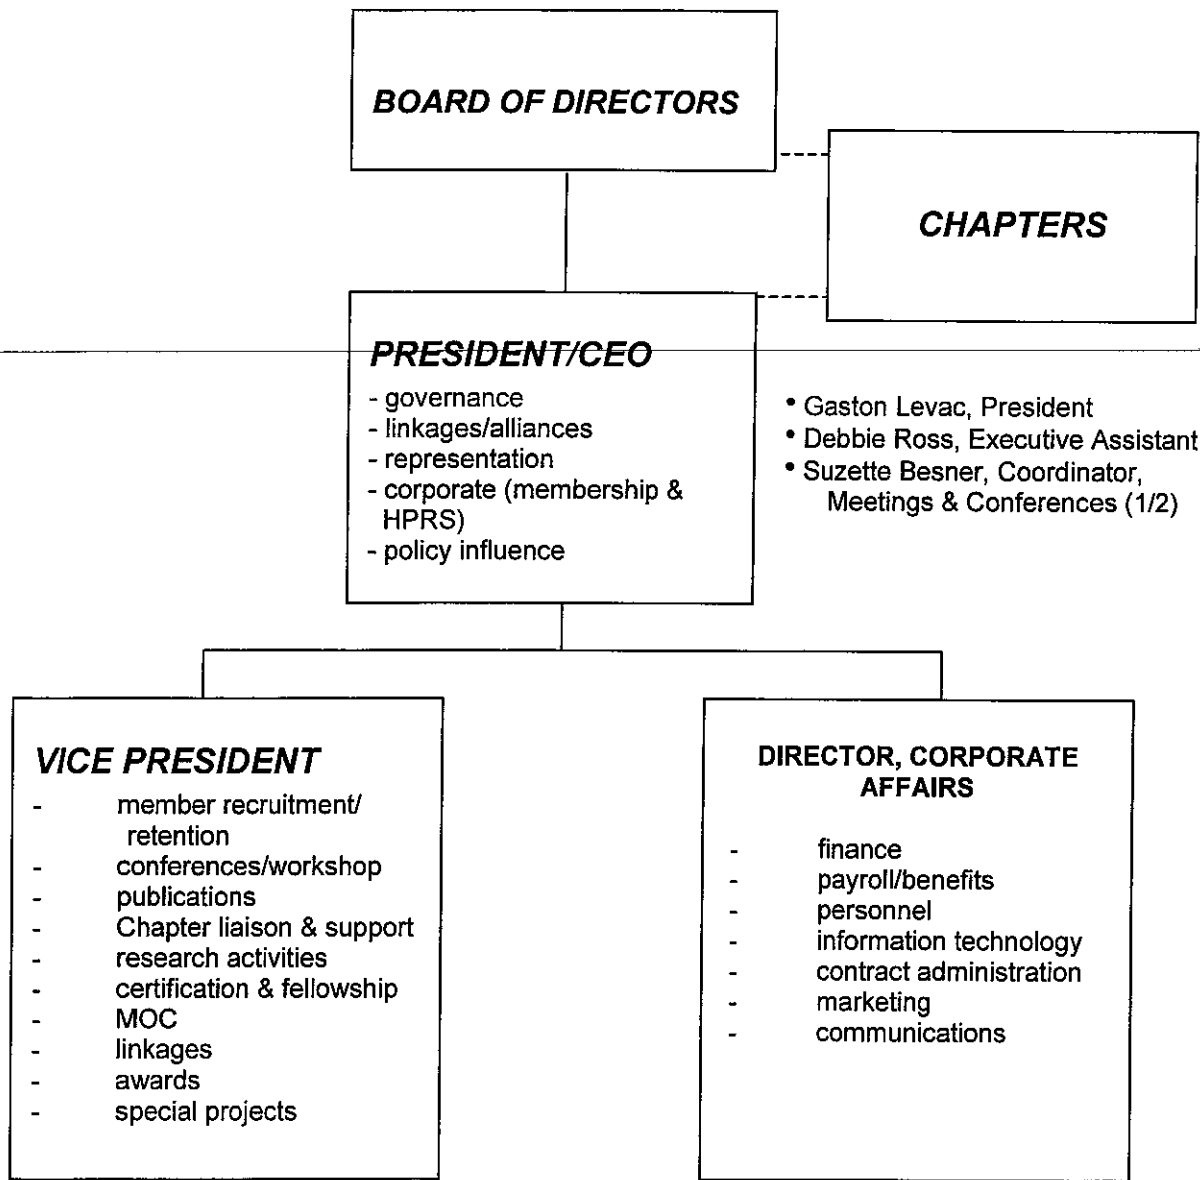 BOARD OF DIRECTORS
CHAPTERS
PRESIDENT/CEO
- governance
- linkages/alliances
- representation
- corporate (membership &
HPRS)
- policy influence
• Gaston Levac, President
• Debbie Ross, Executive Assistant
• Suzette Besner, Coordinator,
Meetings & Conferences (1/2)
VICE PRESIDENT
- member recruitment/
retention
- conferences/workshop
- publications
- Chapter liaison & support
- research activities
- certification & fellowship
- MOC
- linkages
- awards
- special projects
DIRECTOR, CORPORATE
AFFAIRS
- finance
- payroll/benefits
- personnel
- information technology
- contract administration
- marketing
- communications